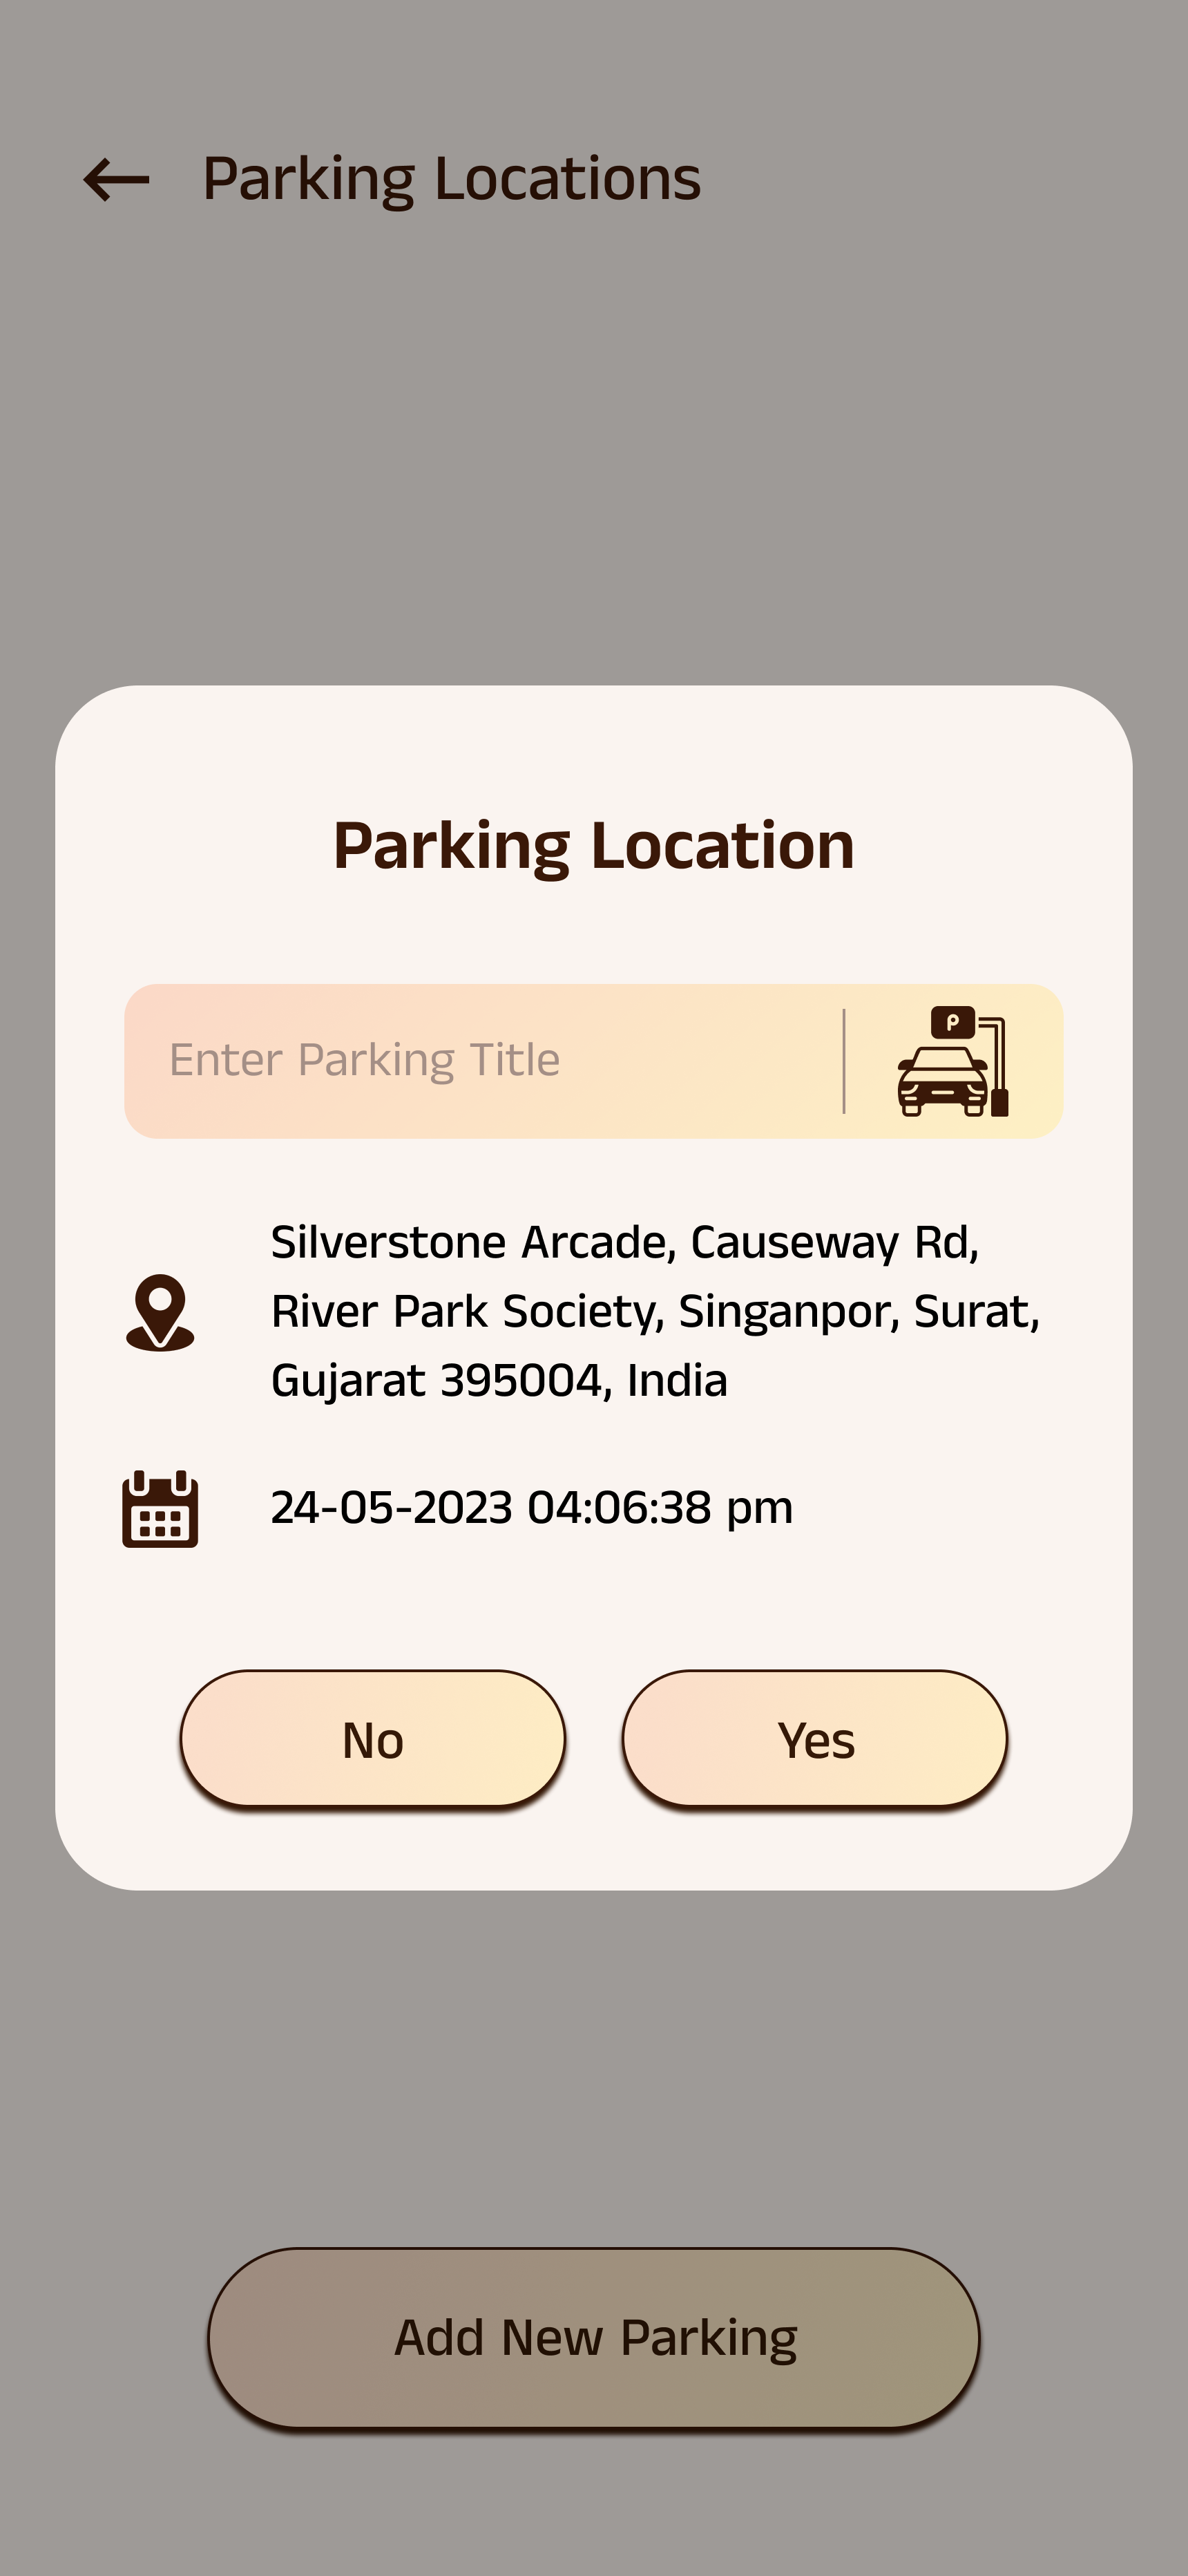 Parking Locations
Parking Location
P
Enter Parking Title
Silverstone Arcade, Causeway Rd,
River Park Society, Singanpor, Surat,
Gujarat 395004, India
24-05-2023 04:06:38 pm
No
Yes
Add New Parking